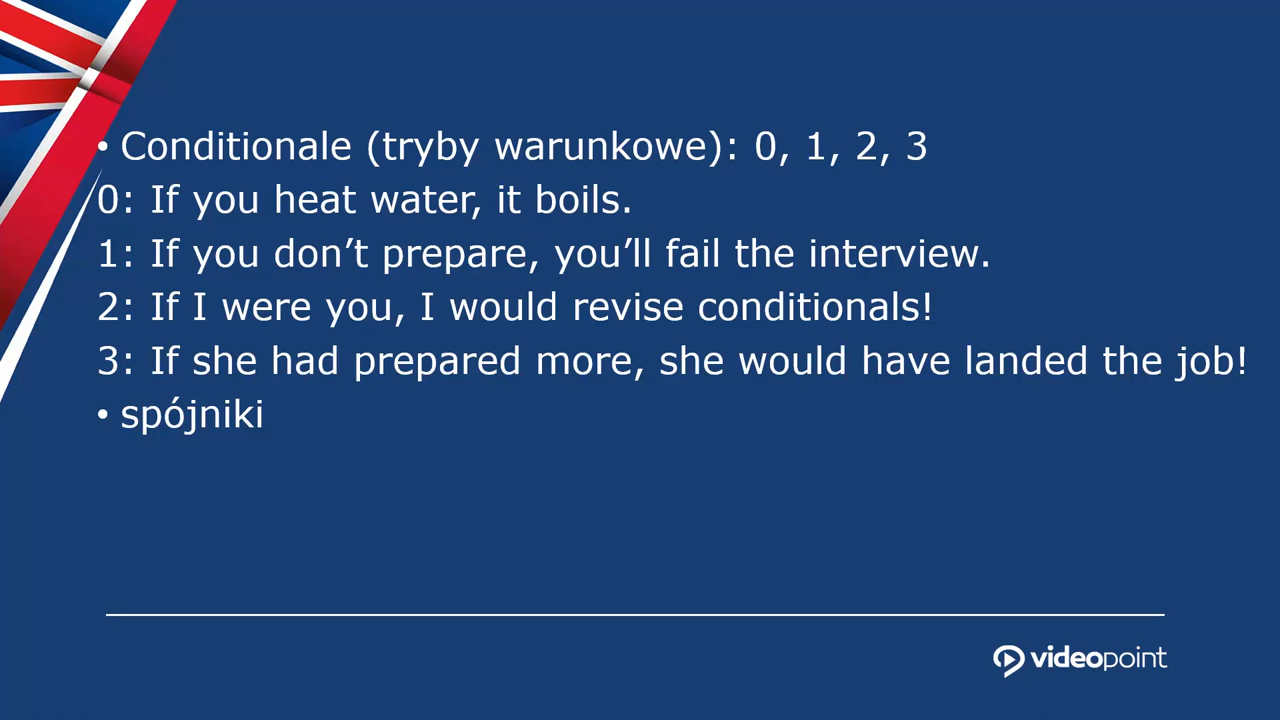 • Conditionale (tryby warunkowe): 0, 1, 2, 3
0: If you heat water, it boils.
1: If you don’t prepare, you’ll fail the interview.
2: If I were you, I would revise conditionals!
3: If she had prepared more, she would have landed the job!
• spójniki
videopoint